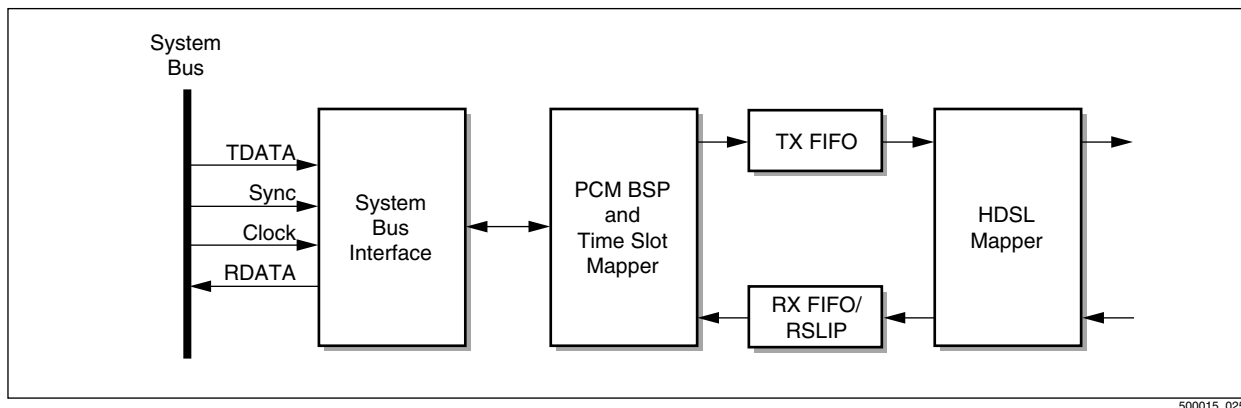 System
Bus
TDATA
Sync
Clock
RDATA
System
Bus
Interface
PCM BSP
and
Time Slot
Mapper
TX FIFO
RX FIFO/
RSLIP
HDSL
Mapper
500015_025